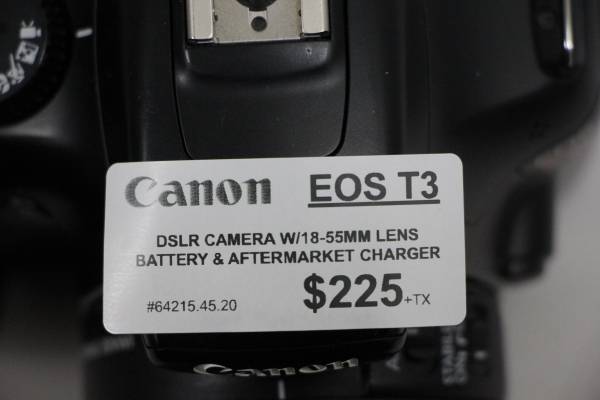 Canon EOS T3
DSLR CAMERA W/18-55MM LENS
BATTERY & AFTERMARKET CHARGER
#64215.45.20 $225+TX
Canon